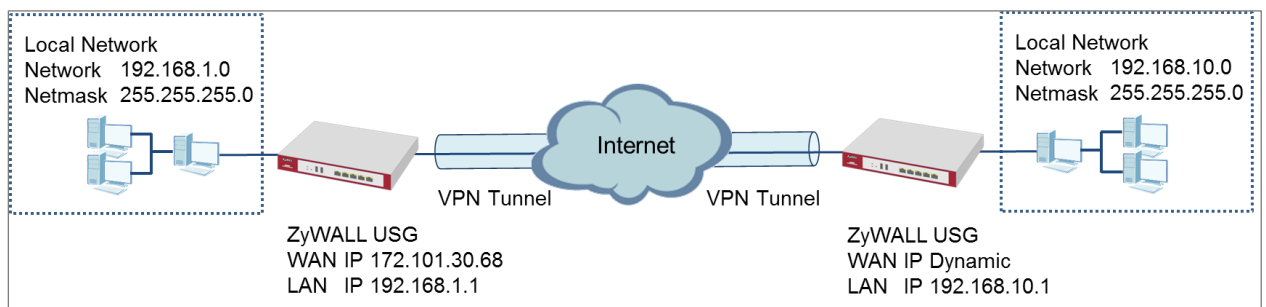 Local Network
Network 192.168.1.0
Netmask 255.255.255.0
Local Network
Network 192.168.10.0
Netmask 255.255.255.0
Internet
VPN Tunnel
VPN Tunnel
ZyWALL USG
WAN IP 172.101.30.68
LAN IP 192.168.1.1
ZyWALL USG
WAN IP Dynamic
LAN IP 192.168.10.1